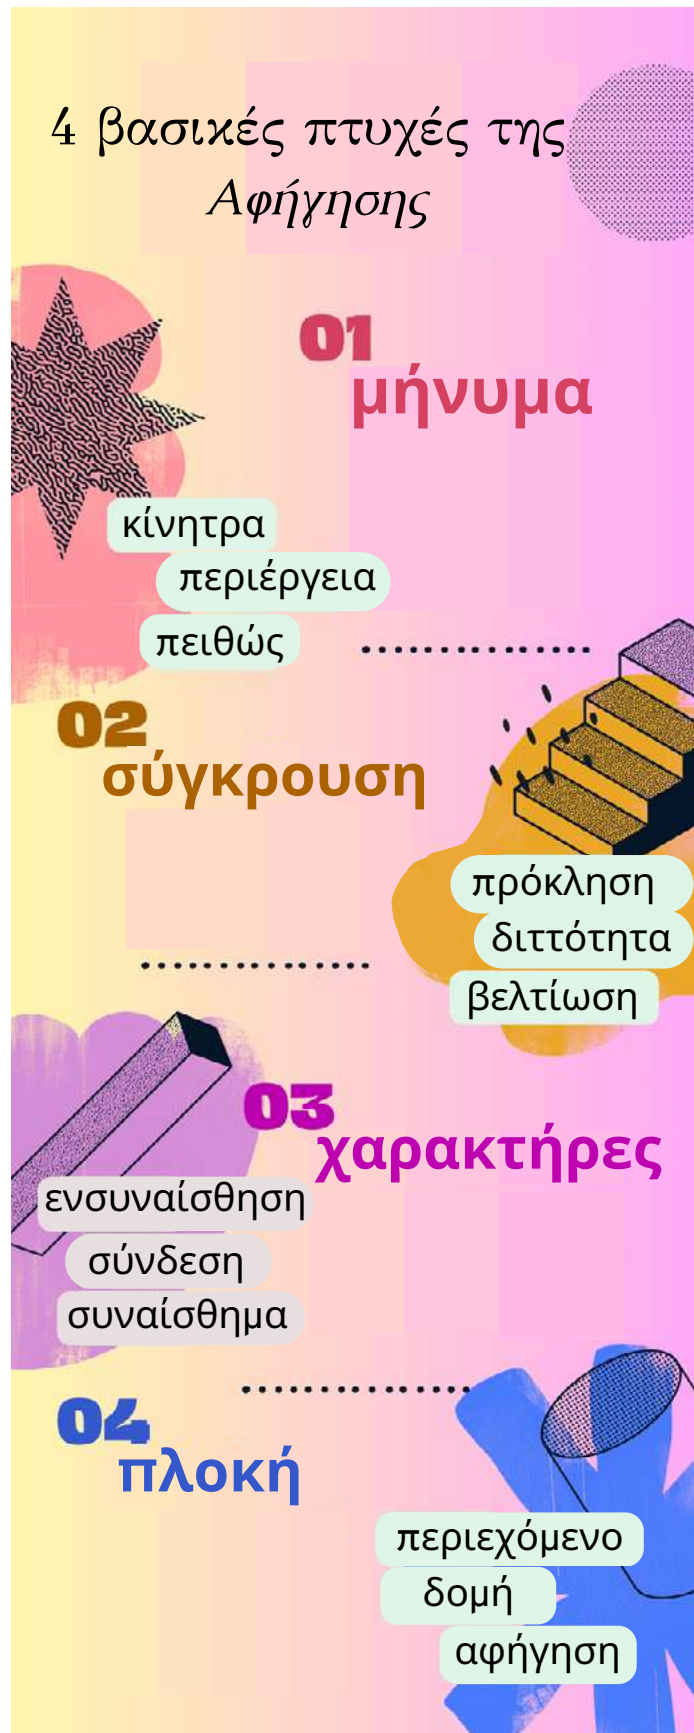 4 βασικές πτυχές της
Αφήγησης
01
μήνυμα
κίνητρα
περιέργεια
πειθώς
02
σύγκρουση
πρόκληση
διττότητα
βελτίωση
03
χαρακτήρες
ενσυναίσθηση
σύνδεση
συναίσθημα
04
πλοκή
περιεχόμενο
δομή
αφήγηση